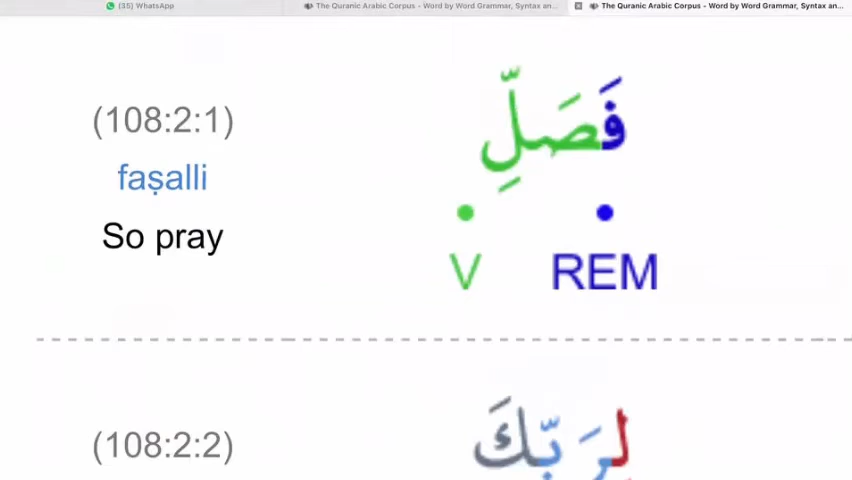 (35) WhatsApp
The Quranic Arabic Corpus - Word by Word Grammar, Syntax an...
The Quranic Arabic Corpus - Word by Word Grammar, Syntax an...
(108:2:1)
faṣalli
So pray
فَصَلِّ
V REM
(108:2:2)
لِرَبِّكَ